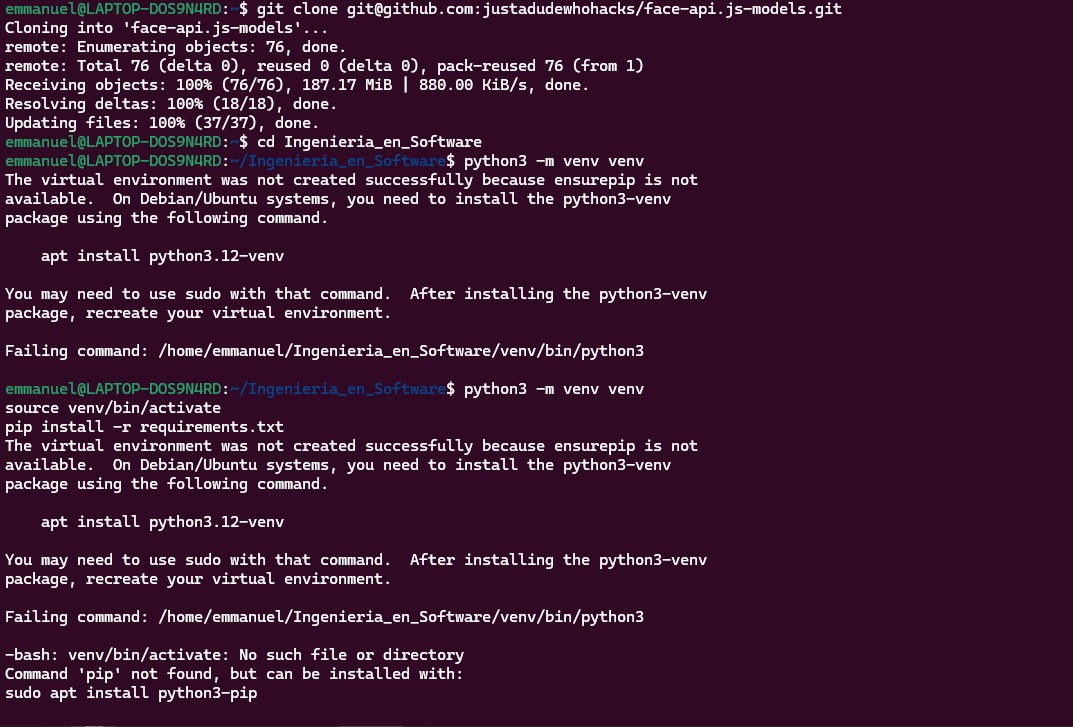 emmanuel@LAPTOP-DOS9N4RD:~$ git clone git@github.com:justadudewhohacks/face-api.js-models.git
Cloning into 'face-api.js-models'...
remote: Enumerating objects: 76, done.
remote: Total 76 (delta 0), reused 0 (delta 0), pack-reused 76 (from 1)
Receiving objects: 100% (76/76), 187.17 MiB | 880.00 KiB/s, done.
Resolving deltas: 100% (18/18), done.
Updating files: 100% (37/37), done.
emmanuel@LAPTOP-DOS9N4RD:~$ cd Ingenieria_en_Software
emmanuel@LAPTOP-DOS9N4RD:~/Ingenieria_en_Software$ python3 -m venv venv
The virtual environment was not created successfully because ensurepip is not
available.  On Debian/Ubuntu systems, you need to install the python3-venv
package using the following command.

    apt install python3.12-venv

You may need to use sudo with that command.  After installing the python3-venv
package, recreate your virtual environment.

Failing command: /home/emmanuel/Ingenieria_en_Software/venv/bin/python3

emmanuel@LAPTOP-DOS9N4RD:~/Ingenieria_en_Software$ python3 -m venv venv
source venv/bin/activate
pip install -r requirements.txt
The virtual environment was not created successfully because ensurepip is not
available.  On Debian/Ubuntu systems, you need to install the python3-venv
package using the following command.

    apt install python3.12-venv

You may need to use sudo with that command.  After installing the python3-venv
package, recreate your virtual environment.

Failing command: /home/emmanuel/Ingenieria_en_Software/venv/bin/python3

-bash: venv/bin/activate: No such file or directory
Command 'pip' not found, but can be installed with:
sudo apt install python3-pip